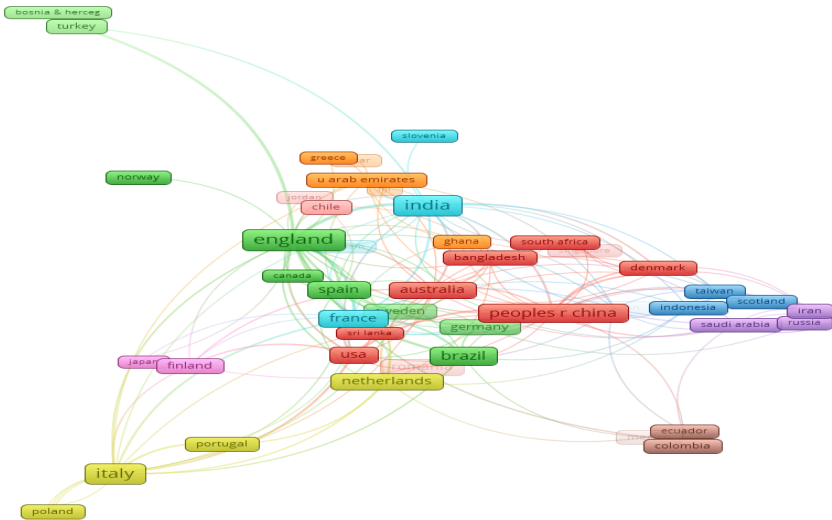 bosnia & herceg
turkey
slovenia
greece
norway
u arab emirates
jordan
chile
india
england
ghana
south africa
bangladesh
denmark
canada
spain
australia
taiwan
scotland
indonesia
iran
france
sweden
peoples r china
saudi arabia
russia
sri lanka
germany
usa
brazil
japan
finland
romania
netherlands
ecuador
portugal
colombia
italy
poland